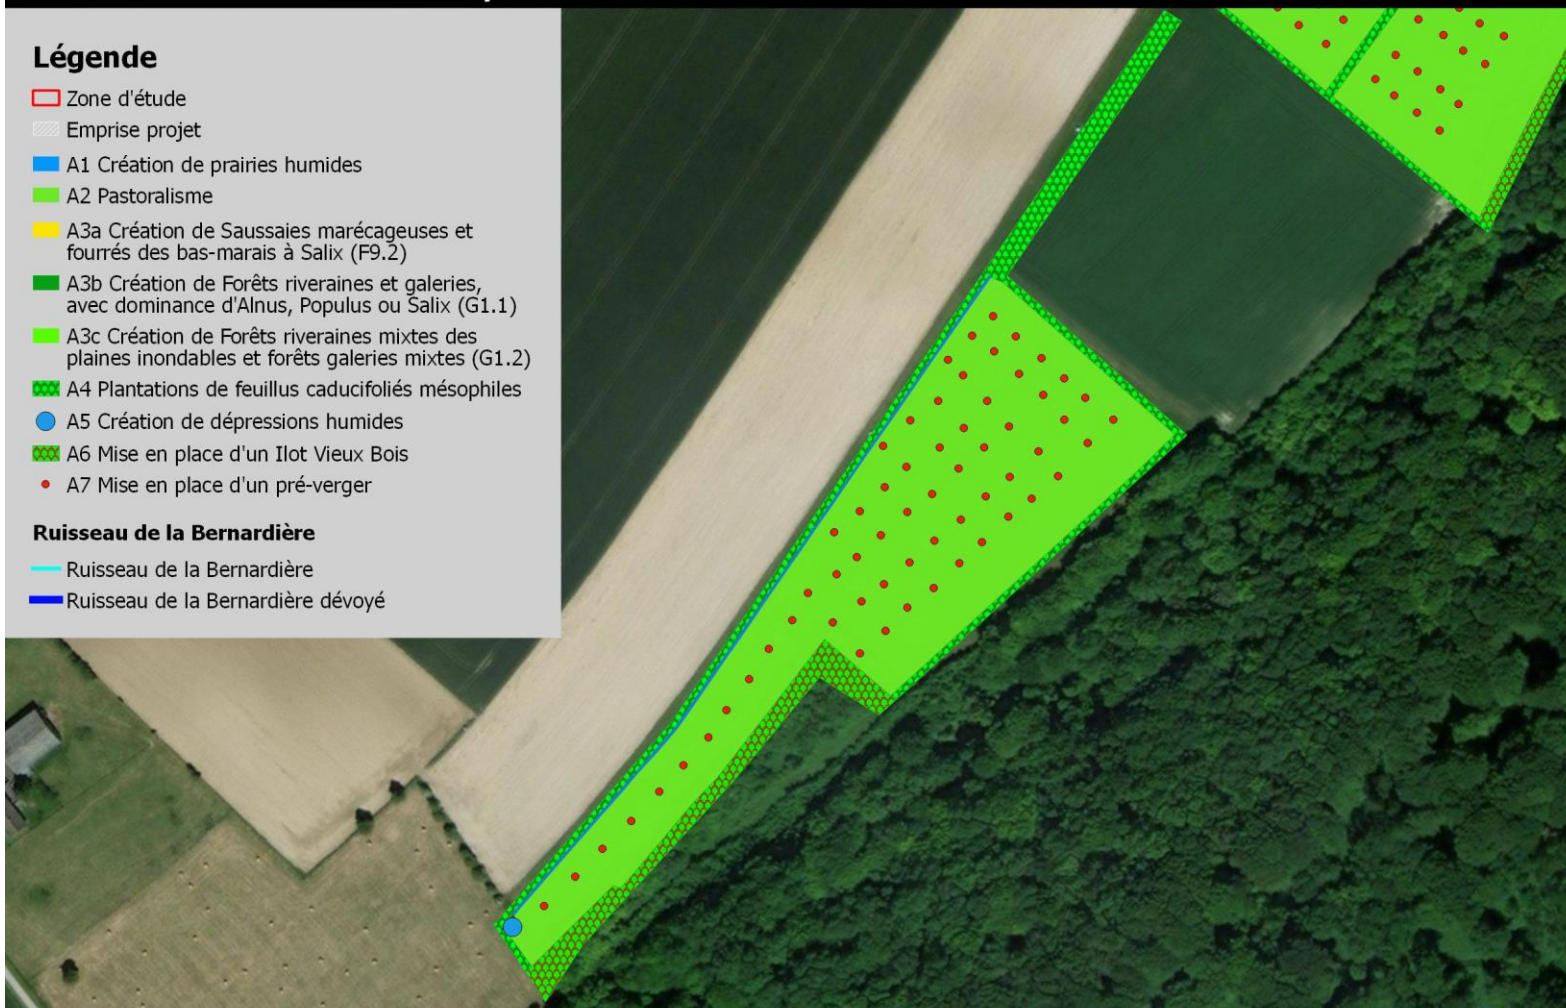 Légende
Zone d'étude
Emprise projet
A1 Création de prairies humides
A2 Pastoralisme
A3a Création de Saussaies marécageuses et
fourrés des bas-marais à Salix (F9.2)
A3b Création de Forêts riveraines et galeries,
avec dominance d'Alnus, Populus ou Salix (G1.1)
A3c Création de Forêts riveraines mixtes des
plaines inondables et forêts galeries mixtes (G1.2)
A4 Plantations de feuillus caducifoliés mésophiles
A5 Création de dépressions humides
A6 Mise en place d'un Ilot Vieux Bois
A7 Mise en place d'un pré-verger
Ruisseau de la Bernardière
Ruisseau de la Bernardière
Ruisseau de la Bernardière dévoyé